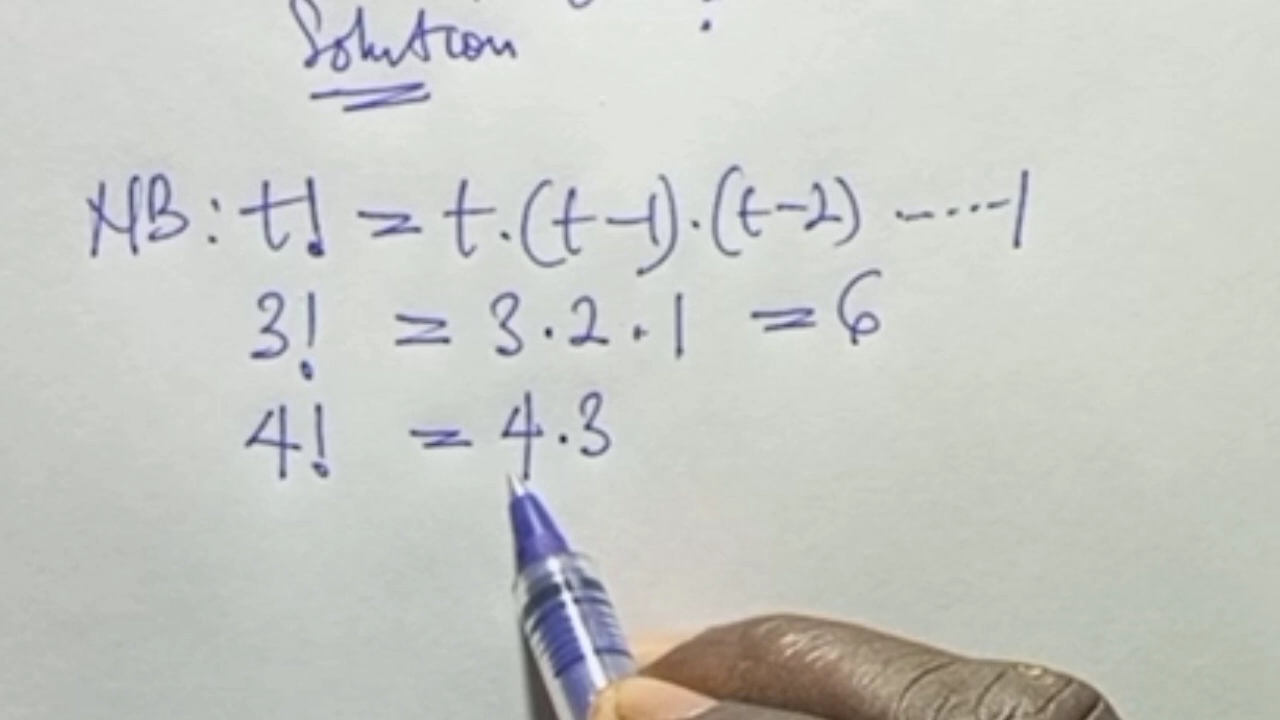 Solution
NB: t! = t.(t-1).(t-2) ----1
3! = 3.2.1 = 6
4! = 4.3